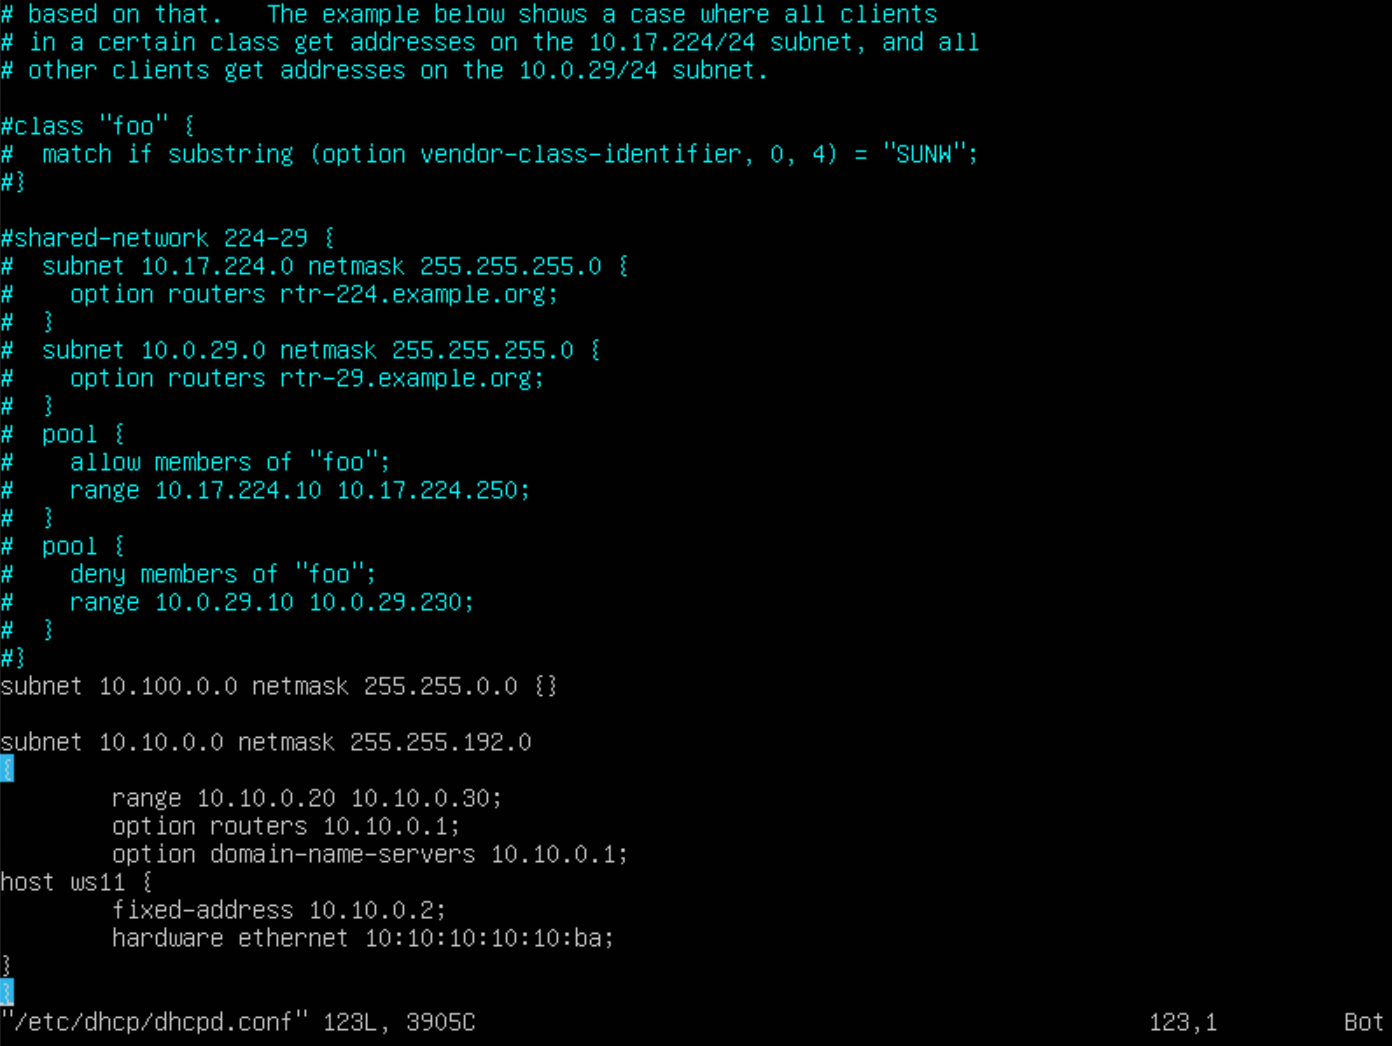 # based on that.   The example below shows a case where all clients
# in a certain class get addresses on the 10.17.224/24 subnet, and all
# other clients get addresses on the 10.0.29/24 subnet.

#class "foo" {
#  match if substring (option vendor-class-identifier, 0, 4) = "SUNW";
#}

#shared-network 224-29 {
#  subnet 10.17.224.0 netmask 255.255.255.0 {
#    option routers rtr-224.example.org;
#  }
#  subnet 10.0.29.0 netmask 255.255.255.0 {
#    option routers rtr-29.example.org;
#  }
#  pool {
#    allow members of "foo";
#    range 10.17.224.10 10.17.224.250;
#  }
#  pool {
#    deny members of "foo";
#    range 10.0.29.10 10.0.29.230;
#  }
#}
subnet 10.100.0.0 netmask 255.255.0.0 {}

subnet 10.10.0.0 netmask 255.255.192.0
{
        range 10.10.0.20 10.10.0.30;
        option routers 10.10.0.1;
        option domain-name-servers 10.10.0.1;
host ws11 {
        fixed-address 10.10.0.2;
        hardware ethernet 10:10:10:10:10:ba;
}
}
"/etc/dhcp/dhcpd.conf" 123L, 3905C                                                123,1         Bot